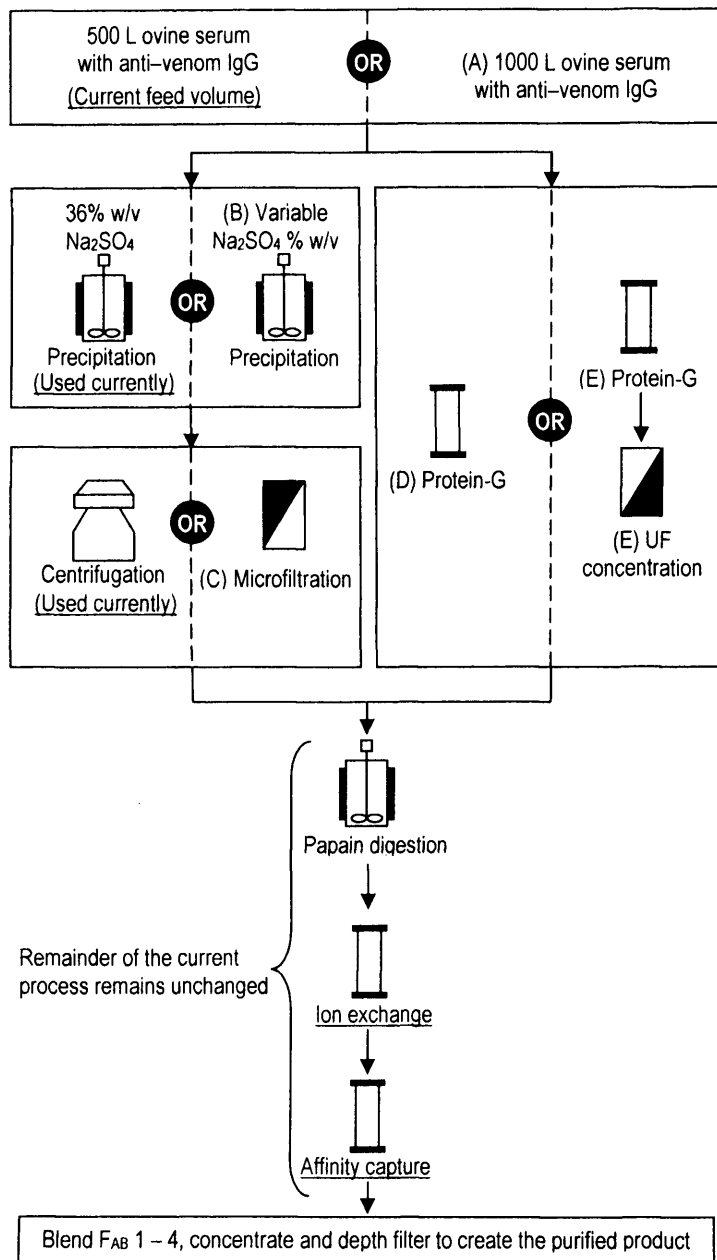 500 L ovine serum
with anti–venom IgG
(Current feed volume)
OR
(A) 1000 L ovine serum
with anti–venom IgG
36% w/v
Na₂SO₄
(B) Variable
Na₂SO₄ % w/v
OR
Precipitation
(Used currently)
Precipitation
(E) Protein-G
OR
(D) Protein-G
(E) UF
concentration
OR
Centrifugation
(Used currently)
(C) Microfiltration
Papain digestion
Remainder of the current
process remains unchanged
Ion exchange
Affinity capture
Blend FAB 1 – 4, concentrate and depth filter to create the purified product